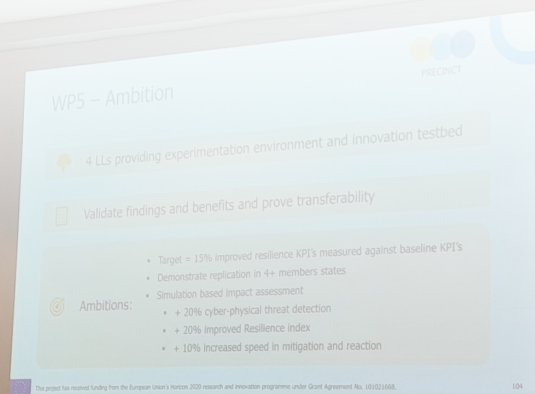 PRECINCT
WP5 – Ambition
4 LLs providing experimentation environment and innovation testbed
Validate findings and benefits and prove transferability
Ambitions:
• Target = 15% improved resilience KPI's measured against baseline KPI's
• Demonstrate replication in 4+ members states
• Simulation based impact assessment
• + 20% cyber-physical threat detection
• + 20% improved Resilience index
• + 10% increased speed in mitigation and reaction
This project has received funding from the European Union's Horizon 2020 research and innovation programme under Grant Agreement No. 101021668.
104